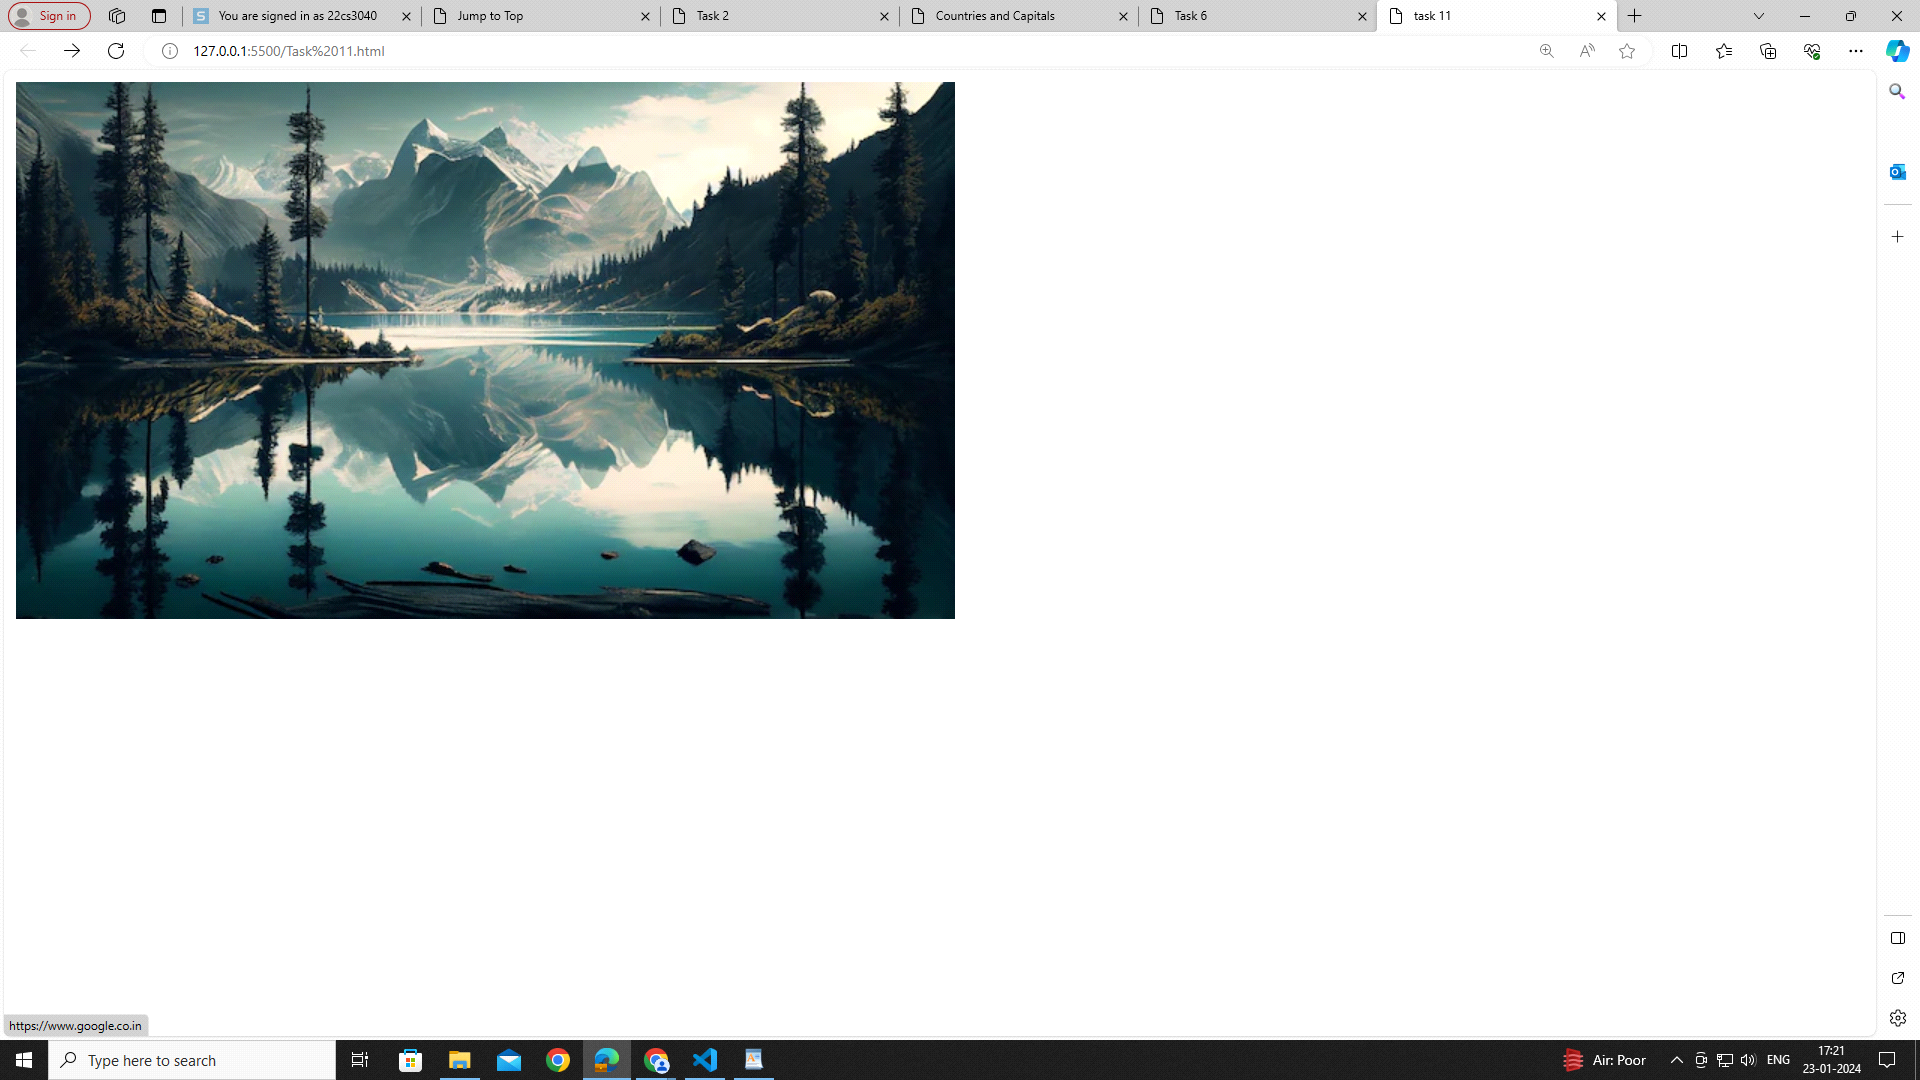 Sign in
You are signed in as 22cs3040
Jump to Top
Task 2
Countries and Capitals
Task 6
task 11
127.0.0.1:5500/Task%2011.html
https://www.google.co.in
Type here to search
Air: Poor
ENG
17:21
23-01-2024